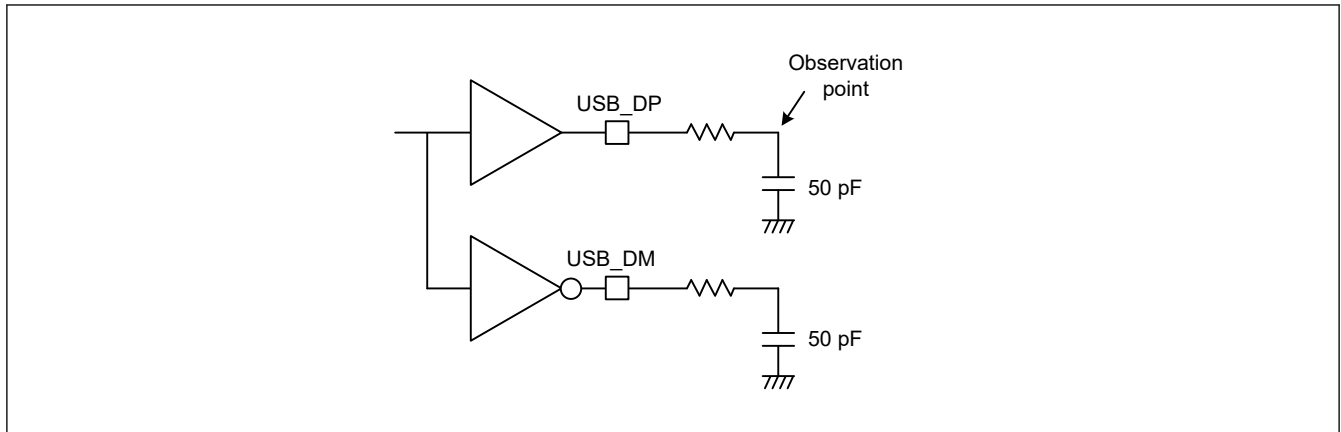 Observation
point
USB_DP
50 pF
USB_DM
50 pF